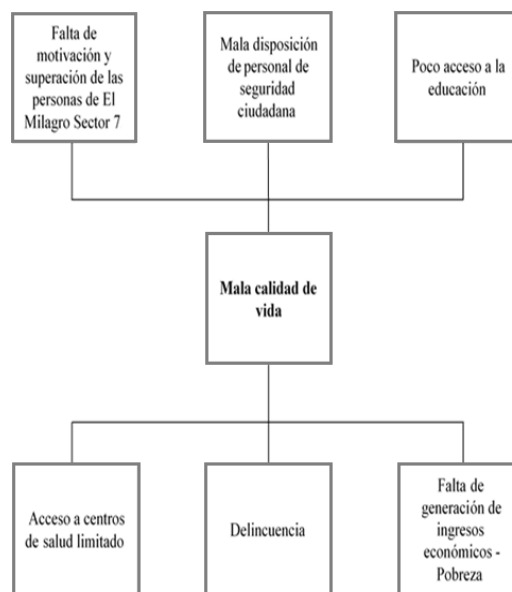 Falta de
motivación y
superación de las
personas de El
Milagro Sector 7
Mala disposición
de personal de
seguridad
ciudadana
Poco acceso a la
educación
Mala calidad de
vida
Acceso a centros
de salud limitado
Delincuencia
Falta de
generación de
ingresos
económicos -
Pobreza